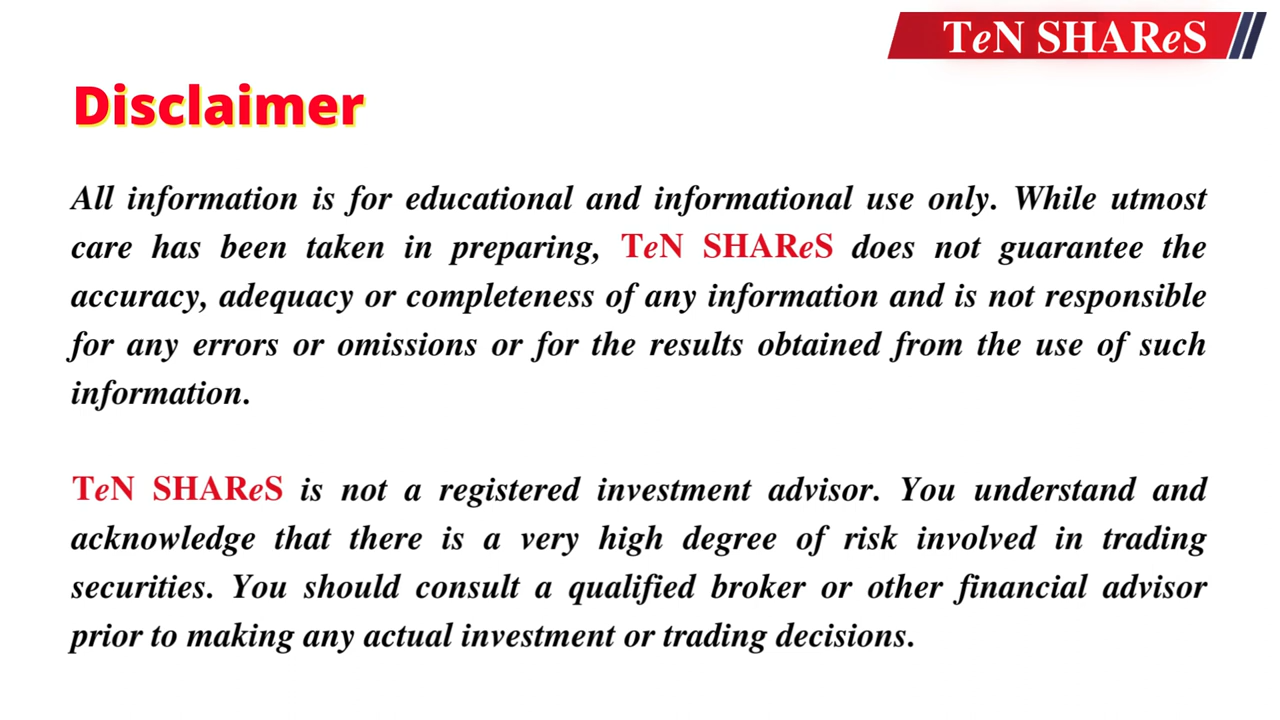 TeN SHAReS
Disclaimer
All information is for educational and informational use only. While utmost
care has been taken in preparing, TeN SHAReS does not guarantee the
accuracy, adequacy or completeness of any information and is not responsible
for any errors or omissions or for the results obtained from the use of such
information.
TeN SHAReS is not a registered investment advisor. You understand and
acknowledge that there is a very high degree of risk involved in trading
securities. You should consult a qualified broker or other financial advisor
prior to making any actual investment or trading decisions.